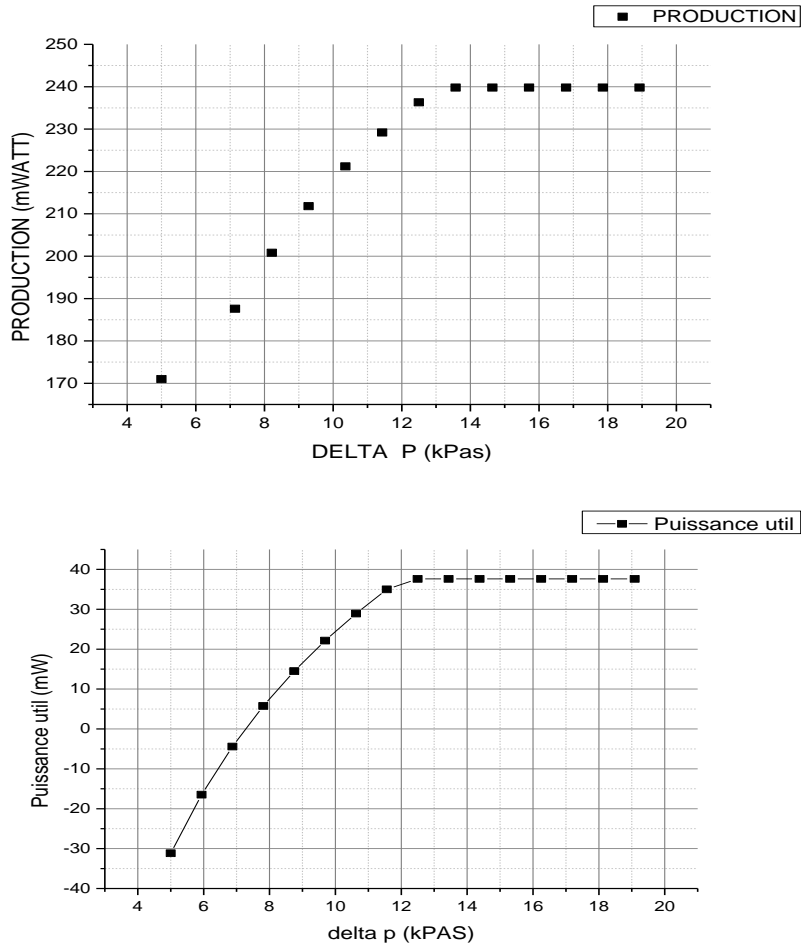 PRODUCTION
250
240
230
220
210
200
190
180
170
PRODUCTION (mWATT)
4 6 8 10 12 14 16 18 20
DELTA P (kPas)
Puissance util
40
30
20
10
0
-10
-20
-30
-40
Puissance util (mW)
4 6 8 10 12 14 16 18 20
delta p (kPAS)